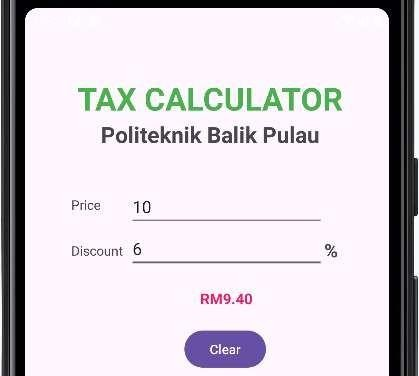 TAX CALCULATOR
Politeknik Balik Pulau
Price 10
Discount 6 %
RM9.40
Clear